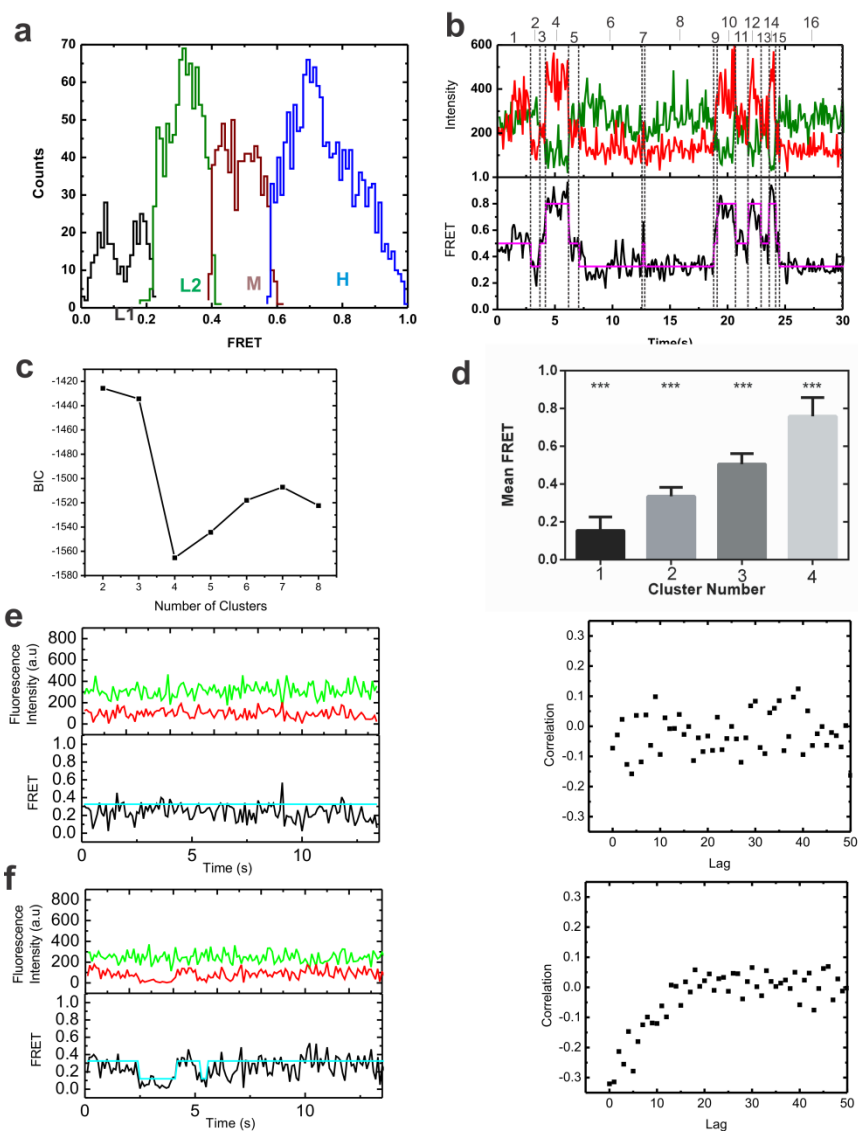 a
70
60
50
40
30
20
10
0
Counts
L1
L2
M
H
0.0 0.2 0.4 0.6 0.8 1.0
FRET
b
1 2 3 4 5 6 7 8 9 10 11 12 13 14 15 16
600
400
200
1.0
Intensity
0.8
0.6
0.4
0.2
0.0
FRET
0 5 10 15 20 25 30
Time(s)
c
-1420
-1440
-1460
-1480
-1500
-1520
-1540
-1560
-1580
BIC
2 3 4 5 6 7 8
Number of Clusters
d
1.0
0.8
0.6
0.4
0.2
0.0
Mean FRET
*** *** *** ***
1 2 3 4
Cluster Number
e
800
600
400
200
0
Fluorescence
Intensity (a.u)
1.0
0.8
0.6
0.4
0.2
0.0
FRET
0 5 10
Time (s)
0.3
0.2
0.1
0.0
-0.1
-0.2
-0.3
Correlation
0 10 20 30 40 50
Lag
f
800
600
400
200
0
Fluorescence
Intensity (a.u)
1.0
0.8
0.6
0.4
0.2
0.0
FRET
0 5 10
Time (s)
0.3
0.2
0.1
0.0
-0.1
-0.2
-0.3
Correlation
0 10 20 30 40 50
Lag